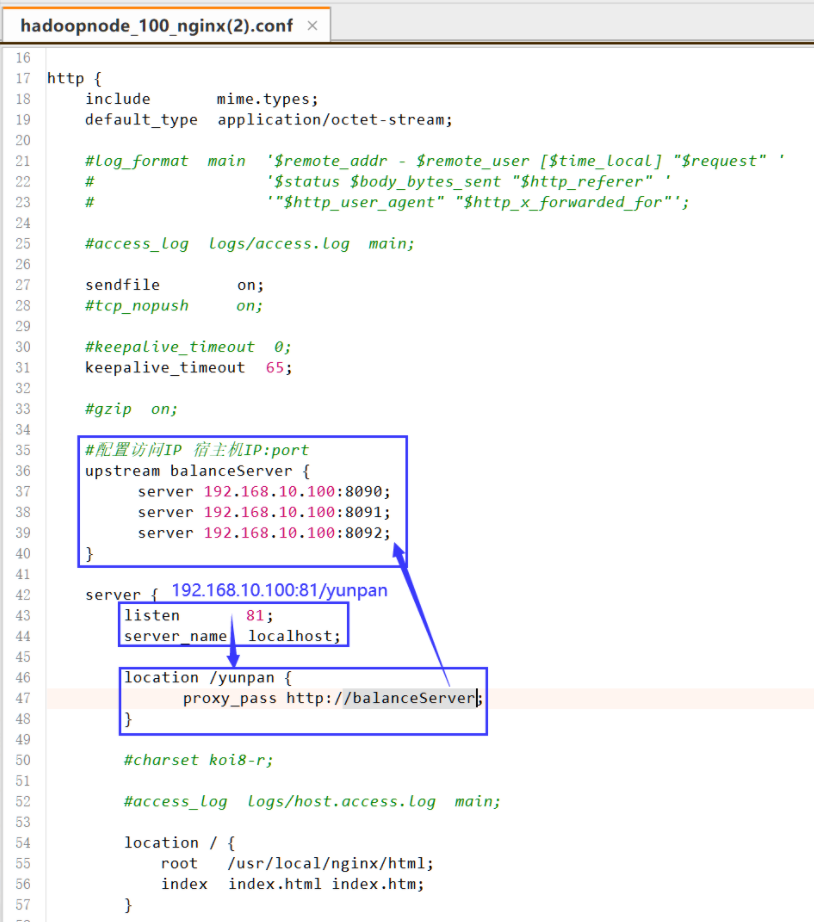 hadoopnode_100_nginx(2).conf ×
16
17 http {
18     include       mime.types;
19     default_type  application/octet-stream;
20
21     #log_format  main  '$remote_addr - $remote_user [$time_local] "$request" '
22     #                  '$status $body_bytes_sent "$http_referer" '
23     #                  '"$http_user_agent" "$http_x_forwarded_for"';
24
25     #access_log  logs/access.log  main;
26
27     sendfile        on;
28     #tcp_nopush     on;
29
30     #keepalive_timeout  0;
31     keepalive_timeout  65;
32
33     #gzip  on;
34
35     #配置访问IP 宿主机IP:port
36     upstream balanceServer {
37          server 192.168.10.100:8090;
38          server 192.168.10.100:8091;
39          server 192.168.10.100:8092;
40     }
41
42     server { 192.168.10.100:81/yunpan
43         listen       81;
44         server_name  localhost;
45
46         location /yunpan {
47               proxy_pass http://balanceServer;
48         }
49
50         #charset koi8-r;
51
52         #access_log  logs/host.access.log  main;
53
54         location / {
55             root   /usr/local/nginx/html;
56             index  index.html index.htm;
57         }